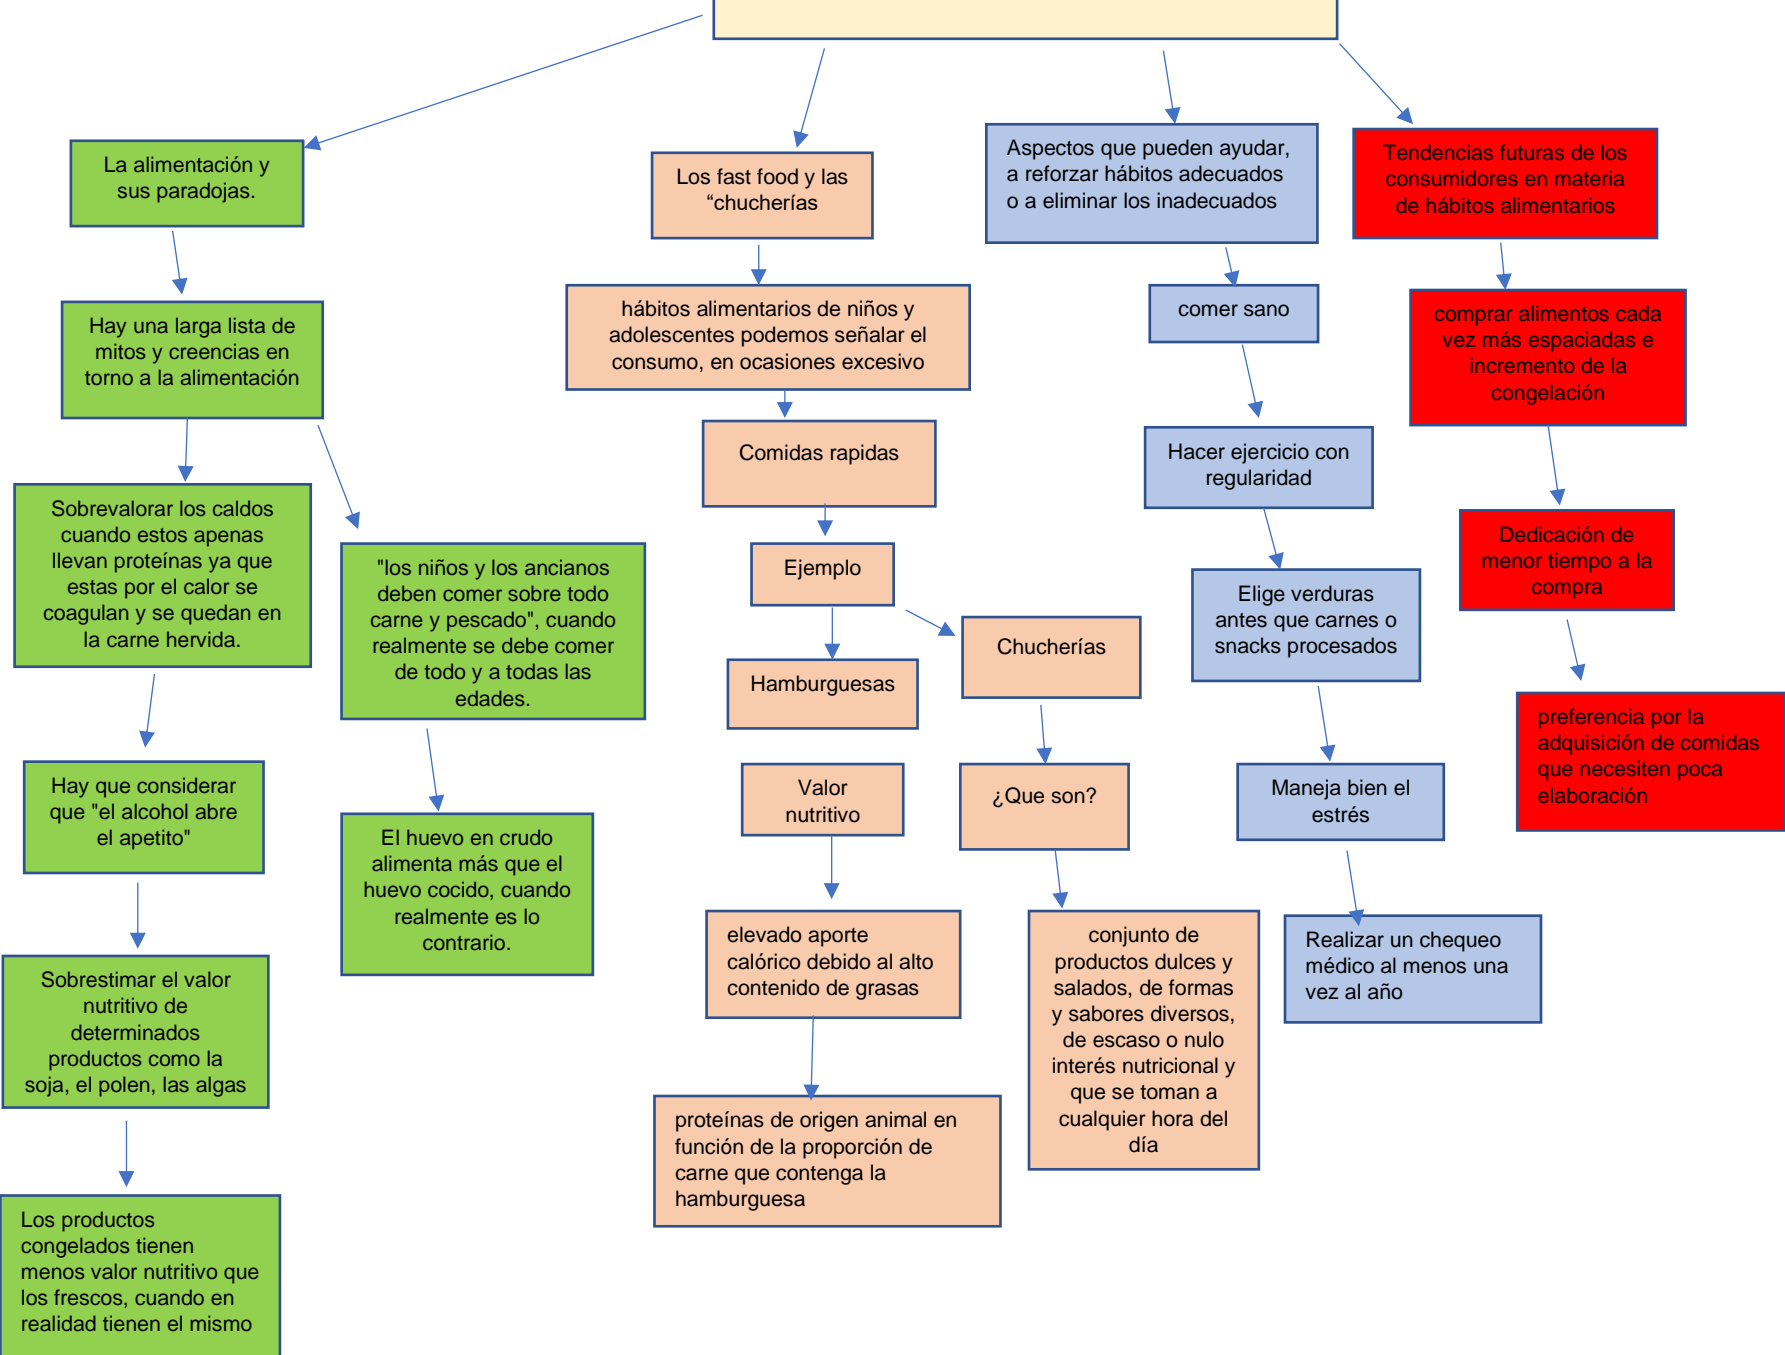 La alimentación y
sus paradojas.
Hay una larga lista de
mitos y creencias en
torno a la alimentación
Sobrevalorar los caldos
cuando estos apenas
llevan proteínas ya que
estas por el calor se
coagulan y se quedan en
la carne hervida.
Hay que considerar
que "el alcohol abre
el apetito"
Sobrestimar el valor
nutritivo de
determinados
productos como la
soja, el polen, las algas
Los productos
congelados tienen
menos valor nutritivo que
los frescos, cuando en
realidad tienen el mismo
"los niños y los ancianos
deben comer sobre todo
carne y pescado", cuando
realmente se debe comer
de todo y a todas las
edades.
El huevo en crudo
alimenta más que el
huevo cocido, cuando
realmente es lo
contrario.
Los fast food y las
“chucherías
hábitos alimentarios de niños y
adolescentes podemos señalar el
consumo, en ocasiones excesivo
Comidas rapidas
Ejemplo
Hamburguesas
Valor
nutritivo
elevado aporte
calórico debido al alto
contenido de grasas
proteínas de origen animal en
función de la proporción de
carne que contenga la
hamburguesa
Chucherías
¿Que son?
conjunto de
productos dulces y
salados, de formas
y sabores diversos,
de escaso o nulo
interés nutricional y
que se toman a
cualquier hora del
día
Aspectos que pueden ayudar,
a reforzar hábitos adecuados
o a eliminar los inadecuados
comer sano
Hacer ejercicio con
regularidad
Elige verduras
antes que carnes o
snacks procesados
Maneja bien el
estrés
Realizar un chequeo
médico al menos una
vez al año
Tendencias futuras de los
consumidores en materia
de hábitos alimentarios
comprar alimentos cada
vez más espaciadas e
incremento de la
congelación
Dedicación de
menor tiempo a la
compra
preferencia por la
adquisición de comidas
que necesiten poca
elaboración